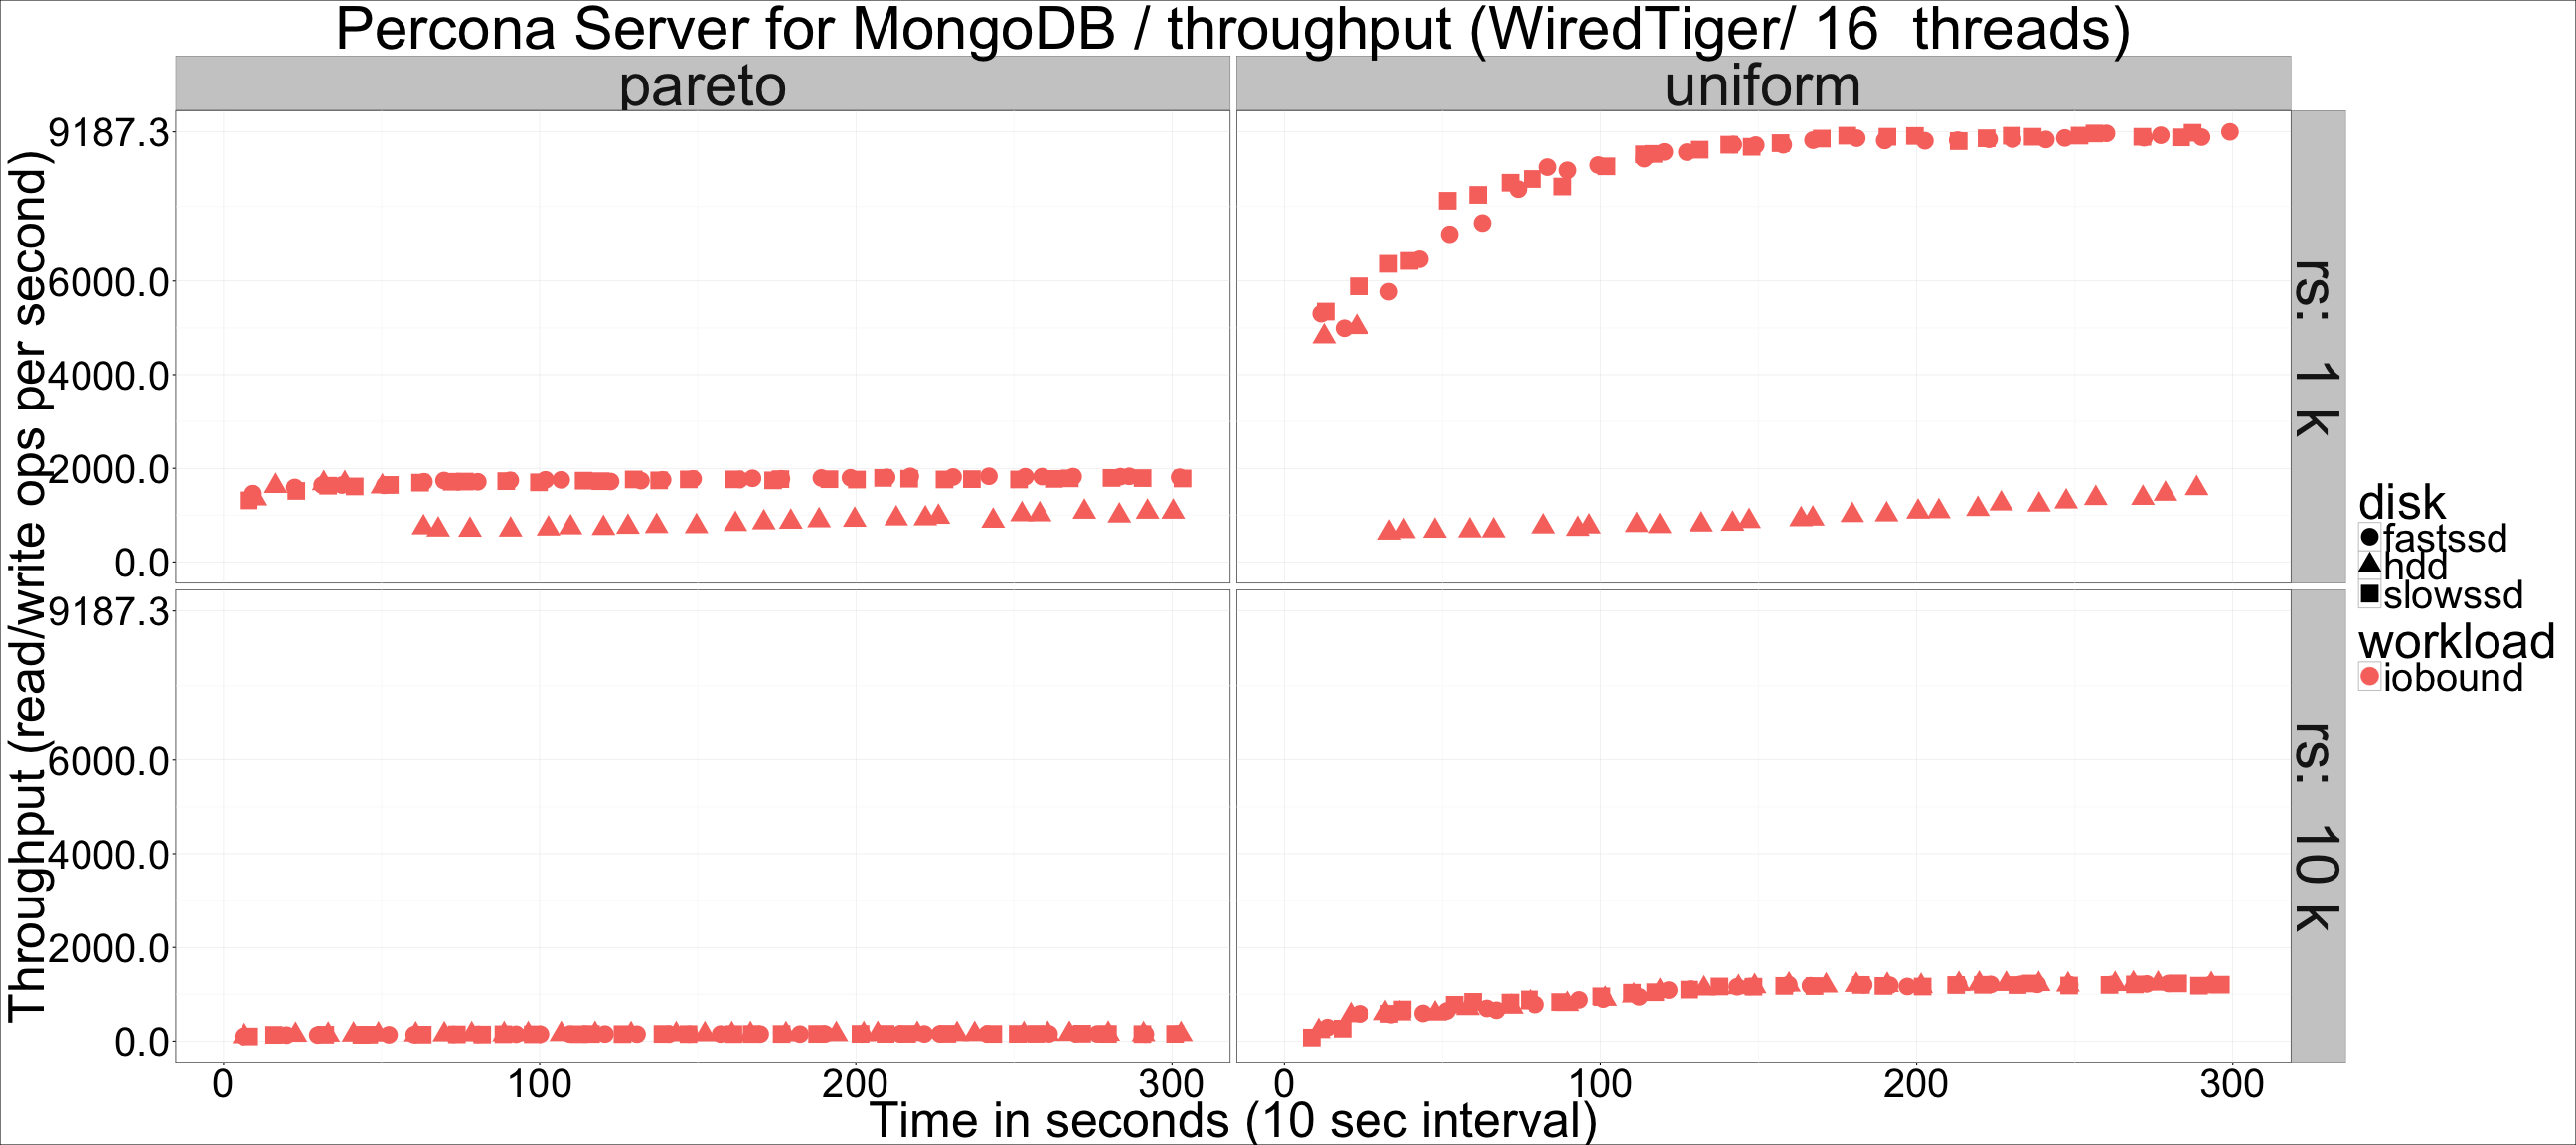 Percona Server for MongoDB / throughput (WiredTiger/ 16  threads)
pareto
uniform
Throughput (read/write ops per second)
9187.3
6000.0
4000.0
2000.0
0.0
rs:  1 k
9187.3
6000.0
4000.0
2000.0
0.0
rs:  10 k
0 100 200 300
0 100 200 300
Time in seconds (10 sec interval)
disk
fastssd
hdd
slowssd
workload
iobound